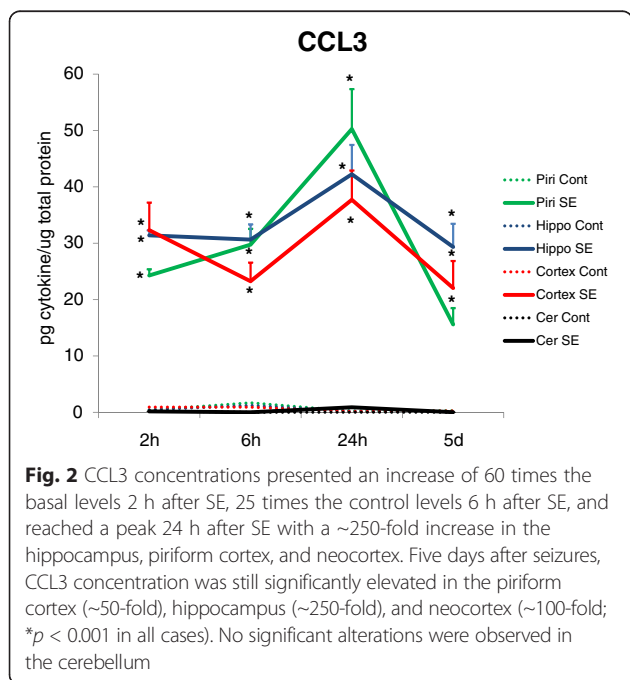 CCL3
60
50
40
30
20
10
0
pg cytokine/ug total protein
* * * * * * * * * * * *
2h 6h 24h 5d
Piri Cont
Piri SE
Hippo Cont
Hippo SE
Cortex Cont
Cortex SE
Cer Cont
Cer SE
Fig. 2 CCL3 concentrations presented an increase of 60 times the
basal levels 2 h after SE, 25 times the control levels 6 h after SE, and
reached a peak 24 h after SE with a ~250-fold increase in the
hippocampus, piriform cortex, and neocortex. Five days after seizures,
CCL3 concentration was still significantly elevated in the piriform
cortex (~50-fold), hippocampus (~250-fold), and neocortex (~100-fold;
*p < 0.001 in all cases). No significant alterations were observed in
the cerebellum